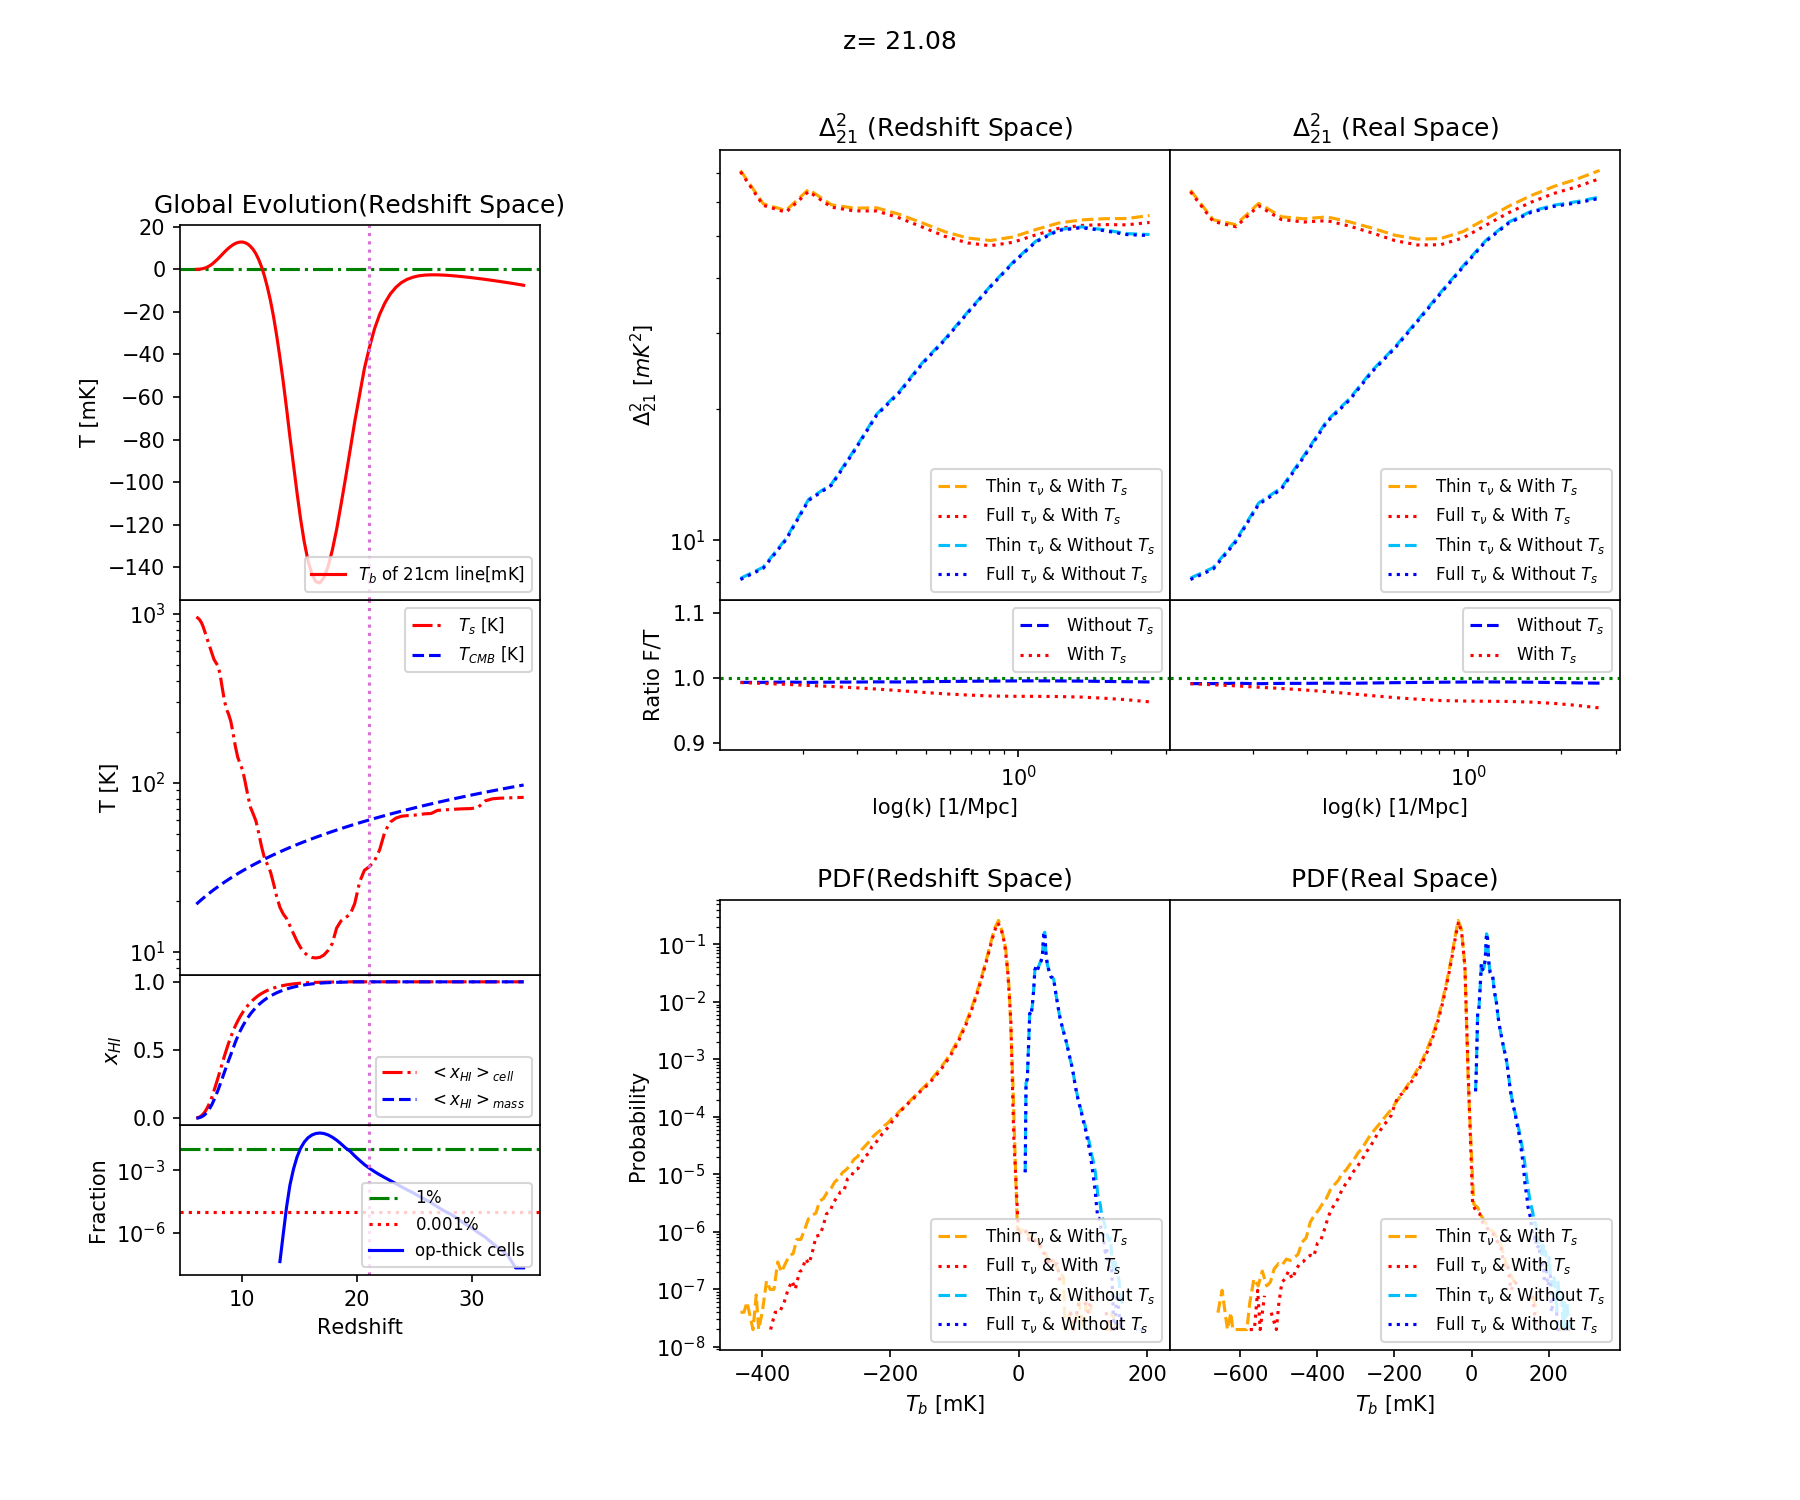 z= 21.08
Global Evolution(Redshift Space)
T [mK]
20
0
−20
−40
−60
−80
−100
−120
−140
T_b of 21cm line[mK]
T [K]
10^3
10^2
10^1
T_s [K]
T_CMB [K]
x_HI
1.0
0.5
0.0
<x_HI>_cell
<x_HI>_mass
Fraction
10^−3
10^−6
1%
0.001%
op-thick cells
10 20 30
Redshift
Δ²₂₁ (Redshift Space)
Δ²₂₁ [mK²]
10^1
Thin τ_ν & With T_s
Full τ_ν & With T_s
Thin τ_ν & Without T_s
Full τ_ν & Without T_s
Δ²₂₁ (Real Space)
Thin τ_ν & With T_s
Full τ_ν & With T_s
Thin τ_ν & Without T_s
Full τ_ν & Without T_s
Ratio F/T
1.1
1.0
0.9
Without T_s
With T_s
10^0
log(k) [1/Mpc]
Without T_s
With T_s
10^0
log(k) [1/Mpc]
PDF(Redshift Space)
Probability
10^−1
10^−2
10^−3
10^−4
10^−5
10^−6
10^−7
10^−8
Thin τ_ν & With T_s
Full τ_ν & With T_s
Thin τ_ν & Without T_s
Full τ_ν & Without T_s
−400 −200 0 200
T_b [mK]
PDF(Real Space)
Thin τ_ν & With T_s
Full τ_ν & With T_s
Thin τ_ν & Without T_s
Full τ_ν & Without T_s
−600 −400 −200 0 200
T_b [mK]